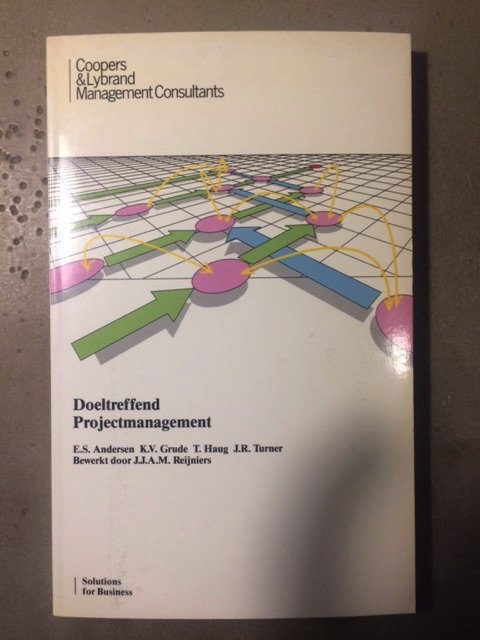 Coopers
&Lybrand
Management Consultants
Doeltreffend
Projectmanagement
E.S. Andersen K.V. Grude T. Haug J.R. Turner
Bewerkt door J.J.A.M. Reijniers
Solutions
for Business